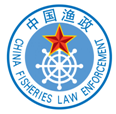 中国渔政
CHINA FISHERIES LAW ENFORCEMENT